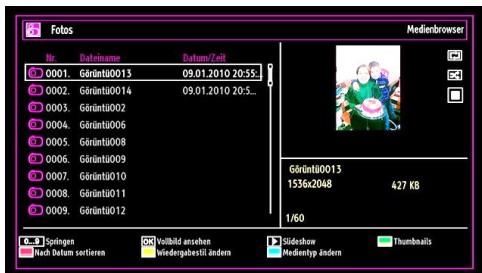 Fotos Medienbrowser
Nr. Dateiname Datum/Zeit
0001. Görüntü0013 09.01.2010 20:55:..
0002. Görüntü0014 09.01.2010 20:5...
0003. Görüntü002
0004. Görüntü006
0005. Görüntü008
0006. Görüntü009
0007. Görüntü010
0008. Görüntü011
0009. Görüntü012
Görüntü0013
1536x2048 427 KB
1/60
0...9 Springen OK Vollbild ansehen Slideshow Thumbnails
Nach Datum sortieren Wiedergabestil ändern Medientyp ändern